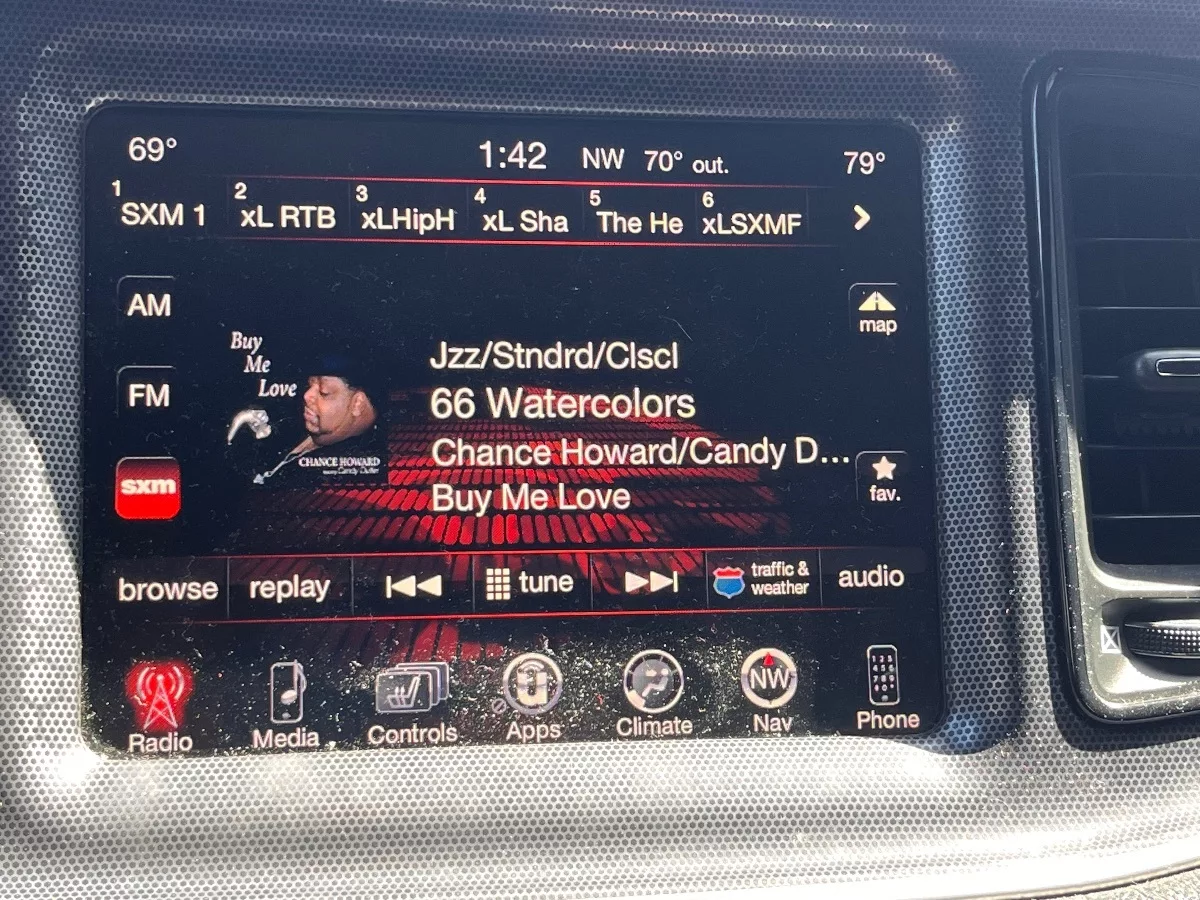 69° 1:42 NW 70° out. 79°
1 2 3 4 5 6
SXM 1 xL RTB xLHipH xL Sha The He xLSXMF
AM
map
Buy
Me
Love
Jzz/Stndrd/Clscl
FM
66 Watercolors
Chance Howard/Candy D...
CHANCE HOWARD
Candy Dulfer
sxm
fav.
Buy Me Love
browse replay tune traffic & weather audio
NW
Radio Media Controls Apps Climate Nav Phone